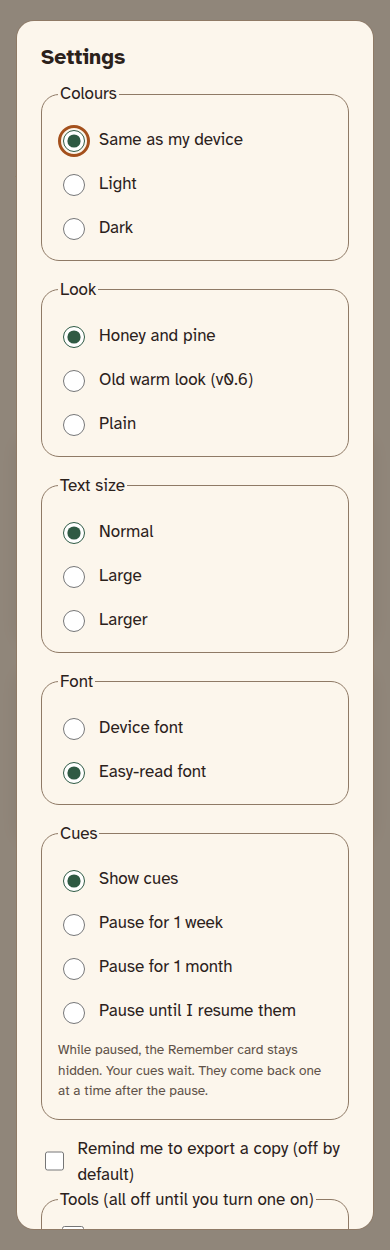 Settings
Colours
Same as my device
Light
Dark
Look
Honey and pine
Old warm look (v0.6)
Plain
Text size
Normal
Large
Larger
Font
Device font
Easy-read font
Cues
Show cues
Pause for 1 week
Pause for 1 month
Pause until I resume them
While paused, the Remember card stays
hidden. Your cues wait. They come back one
at a time after the pause.
Remind me to export a copy (off by
default)
Tools (all off until you turn one on)